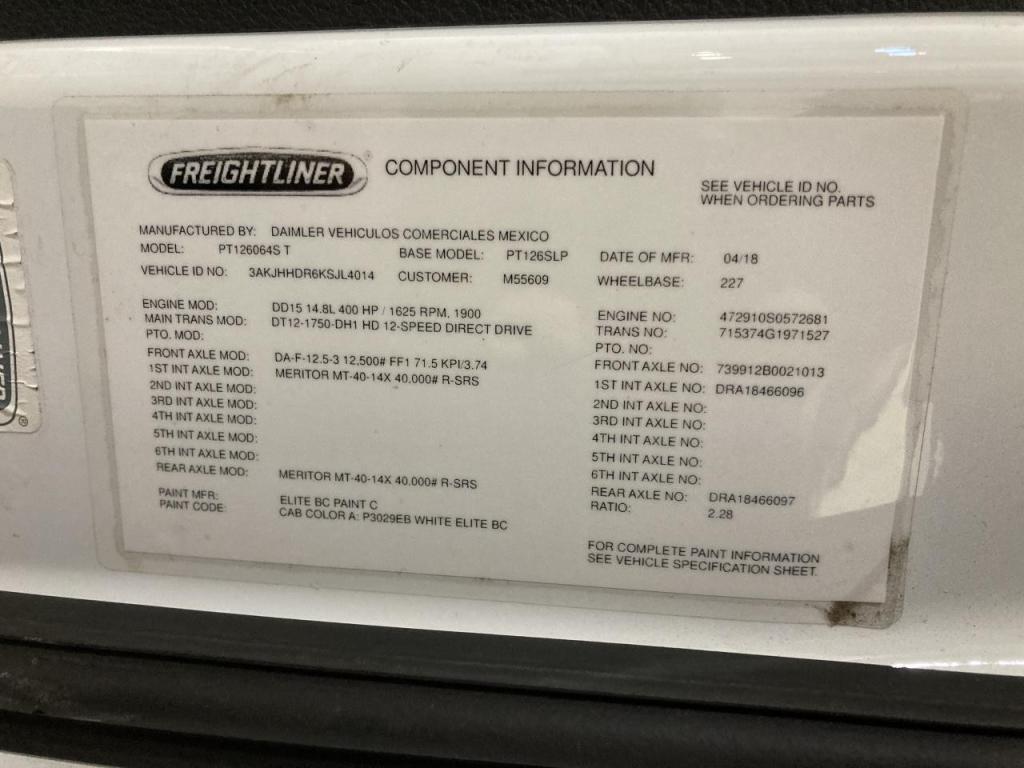 FREIGHTLINER® COMPONENT INFORMATION
SEE VEHICLE ID NO.
WHEN ORDERING PARTS
MANUFACTURED BY: DAIMLER VEHICULOS COMERCIALES MEXICO
MODEL: PT126064S T BASE MODEL: PT126SLP DATE OF MFR: 04/18
VEHICLE ID NO: 3AKJHHDR6KSJL4014 CUSTOMER: M55609 WHEELBASE: 227
ENGINE MOD: DD15 14.8L 400 HP / 1625 RPM, 1900 ENGINE NO: 472910S0572681
MAIN TRANS MOD: DT12-1750-DH1 HD 12-SPEED DIRECT DRIVE TRANS NO: 715374G1971527
PTO. MOD: PTO. NO:
FRONT AXLE MOD: DA-F-12.5-3 12,500# FF1 71.5 KPI/3.74 FRONT AXLE NO: 739912B0021013
1ST INT AXLE MOD: MERITOR MT-40-14X 40.000# R-SRS 1ST INT AXLE NO: DRA18466096
2ND INT AXLE MOD: 2ND INT AXLE NO:
3RD INT AXLE MOD: 3RD INT AXLE NO:
4TH INT AXLE MOD: 4TH INT AXLE NO:
5TH INT AXLE MOD: 5TH INT AXLE NO:
6TH INT AXLE MOD: 6TH INT AXLE NO:
REAR AXLE MOD: MERITOR MT-40-14X 40.000# R-SRS REAR AXLE NO: DRA18466097
RATIO: 2.28
PAINT MFR: ELITE BC PAINT C
PAINT CODE: CAB COLOR A: P3029EB WHITE ELITE BC
FOR COMPLETE PAINT INFORMATION
SEE VEHICLE SPECIFICATION SHEET.